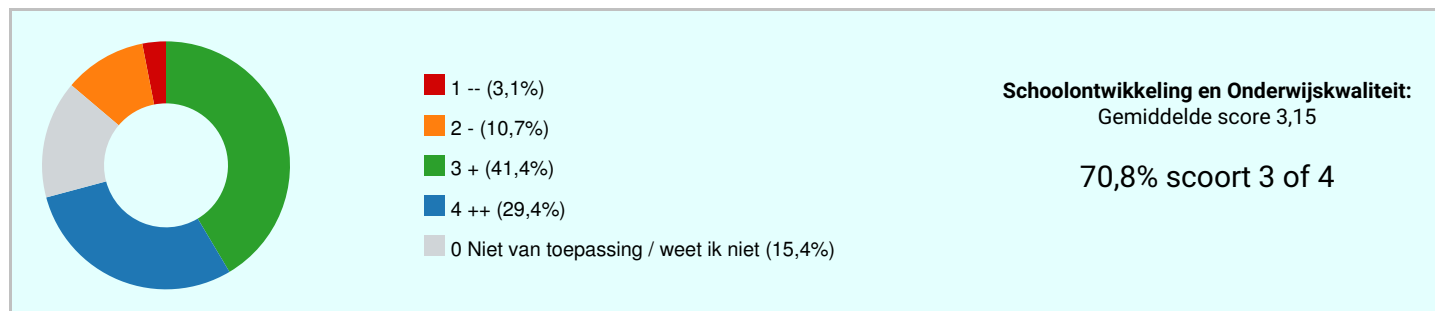 1 -- (3,1%)
2 - (10,7%)
3 + (41,4%)
4 ++ (29,4%)
0 Niet van toepassing / weet ik niet (15,4%)
Schoolontwikkeling en Onderwijskwaliteit:
Gemiddelde score 3,15
70,8% scoort 3 of 4